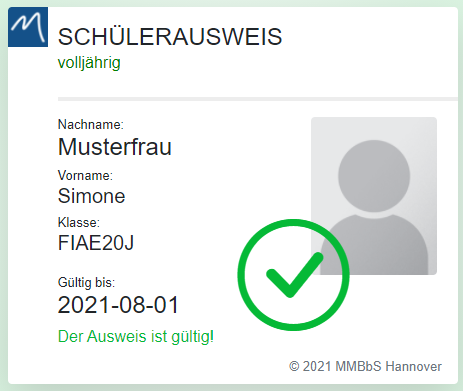 SCHÜLERAUSWEIS
volljährig
Nachname:
Musterfrau
Vorname:
Simone
Klasse:
FIAE20J
Gültig bis:
2021-08-01
Der Ausweis ist gültig!
© 2021 MMBbS Hannover